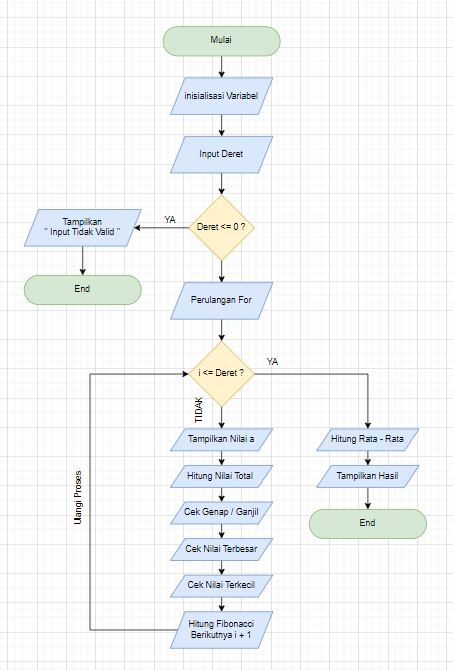 Mulai
inisialisasi Variabel
Input Deret
Deret <= 0 ?
YA
Tampilkan
" Input Tidak Valid "
End
Perulangan For
i <= Deret ?
YA
TIDAK
Tampilkan Nilai a
Hitung Nilai Total
Cek Genap / Ganjil
Cek Nilai Terbesar
Cek Nilai Terkecil
Hitung Fibonacci
Berikutnya i + 1
Ulangi Proses
Hitung Rata - Rata
Tampilkan Hasil
End